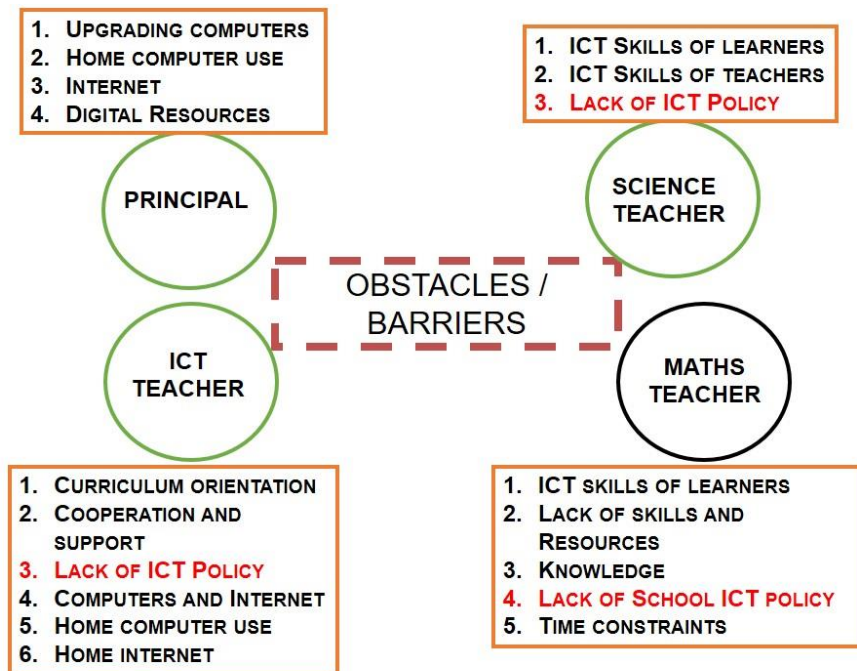 1. UPGRADING COMPUTERS
2. HOME COMPUTER USE
3. INTERNET
4. DIGITAL RESOURCES
PRINCIPAL
1. ICT SKILLS OF LEARNERS
2. ICT SKILLS OF TEACHERS
3. LACK OF ICT POLICY
SCIENCE
TEACHER
OBSTACLES /
BARRIERS
ICT
TEACHER
1. CURRICULUM ORIENTATION
2. COOPERATION AND
SUPPORT
3. LACK OF ICT POLICY
4. COMPUTERS AND INTERNET
5. HOME COMPUTER USE
6. HOME INTERNET
MATHS
TEACHER
1. ICT SKILLS OF LEARNERS
2. LACK OF SKILLS AND
RESOURCES
3. KNOWLEDGE
4. LACK OF SCHOOL ICT POLICY
5. TIME CONSTRAINTS